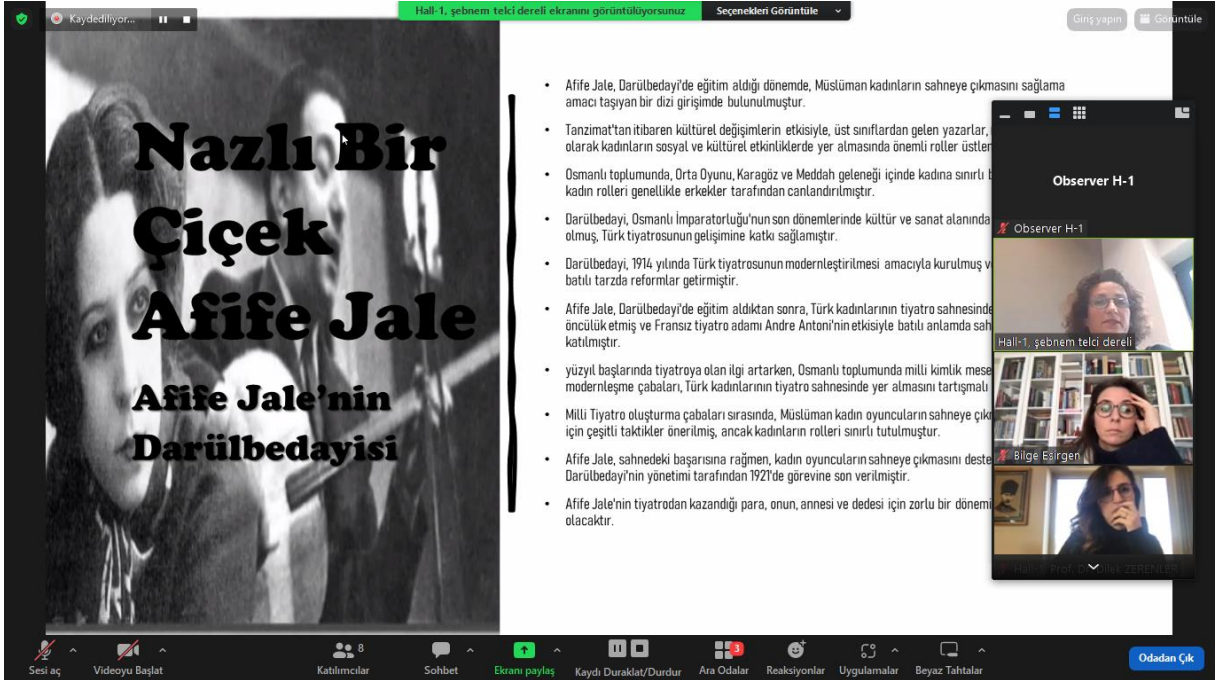 Kaydediliyor...
Hall-1, şebnem telci dereli ekranını görüntülüyorsunuz
Seçenekleri Görüntüle
Giriş yapın
Görüntüle
Nazlı Bir
Çiçek
Afife Jale
Afife Jale'nin
Darülbedayisi
• Afife Jale, Darülbedayi'de eğitim aldığı dönemde, Müslüman kadınların sahneye çıkmasını sağlama
amacı taşıyan bir dizi girişimde bulunulmuştur.
• Tanzimat'tan itibaren kültürel değişimlerin etkisiyle, üst sınıflardan gelen yazarlar,
olarak kadınların sosyal ve kültürel etkinliklerde yer almasında önemli roller üstlen
• Osmanlı toplumunda, Orta Oyunu, Karagöz ve Meddah geleneği içinde kadına sınırlı
kadın rolleri genellikle erkekler tarafından canlandırılmıştır.
• Darülbedayi, Osmanlı İmparatorluğu'nun son dönemlerinde kültür ve sanat alanında
olmuş, Türk tiyatrosunun gelişimine katkı sağlamıştır.
• Darülbedayi, 1914 yılında Türk tiyatrosunun modernleştirilmesi amacıyla kurulmuş
batılı tarzda reformlar getirmiştir.
• Afife Jale, Darülbedayi'de eğitim aldıktan sonra, Türk kadınlarının tiyatro sahnesinde
öncülük etmiş ve Fransız tiyatro adamı Andre Antoni'nin etkisiyle batılı anlamda sah
katılmıştır.
• yüzyıl başlarında tiyatroya olan ilgi artarken, Osmanlı toplumunda milli kimlik mese
modernleşme çabaları, Türk kadınlarının tiyatro sahnesinde yer almasını tartışmalı
• Milli Tiyatro oluşturma çabaları sırasında, Müslüman kadın oyuncuların sahneye çık
için çeşitli taktikler önerilmiş, ancak kadınların rolleri sınırlı tutulmuştur.
• Afife Jale, sahnedeki başarısına rağmen, kadın oyuncuların sahneye çıkmasını deste
Darülbedayi'nin yönetimi tarafından 1921'de görevine son verilmiştir.
• Afife Jale'nin tiyatrodan kazandığı para, onun, annesi ve dedesi için zorlu bir dönemi
olacaktır.
Observer H-1
Observer H-1
Hall-1, şebnem telci dereli
Bilge Esirgen
Hall-1, Prof. Dr. Dilek ZERENLER
Sesi aç
Videoyu Başlat
8
Katılımcılar
Sohbet
Ekranı paylaş
Kaydı Duraklat/Durdur
3
Ara Odalar
Reaksiyonlar
Uygulamalar
Beyaz Tahtalar
Odadan Çık